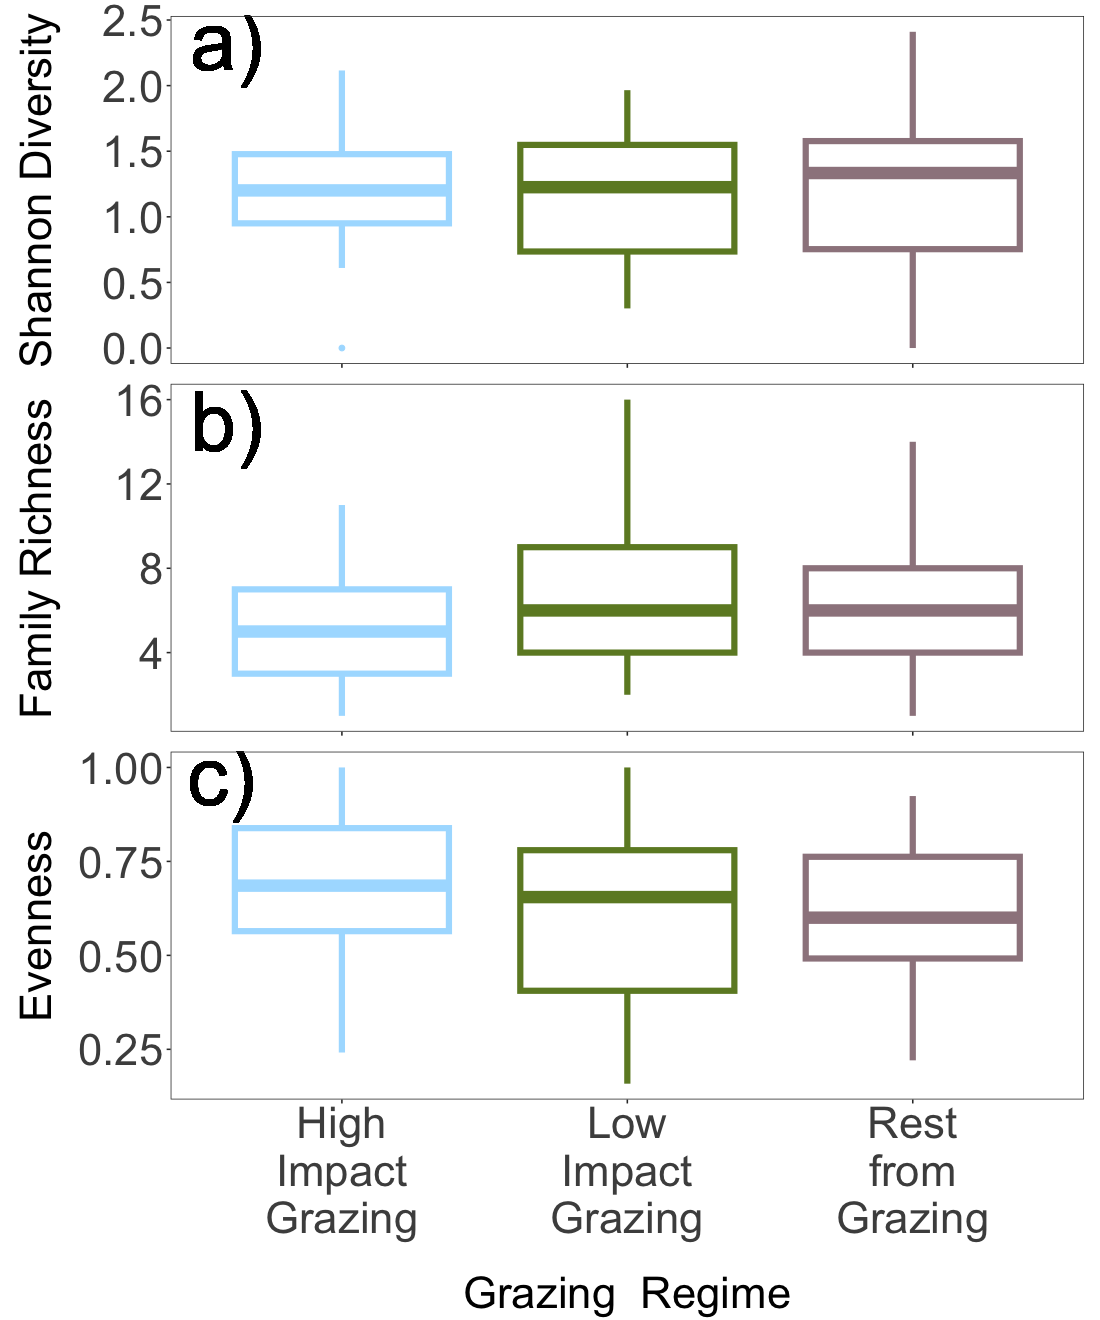 a)
Shannon Diversity
2.5
2.0
1.5
1.0
0.5
0.0
b)
Family Richness
16
12
8
4
c)
Evenness
1.00
0.75
0.50
0.25
High Impact Grazing
Low Impact Grazing
Rest from Grazing
Grazing Regime